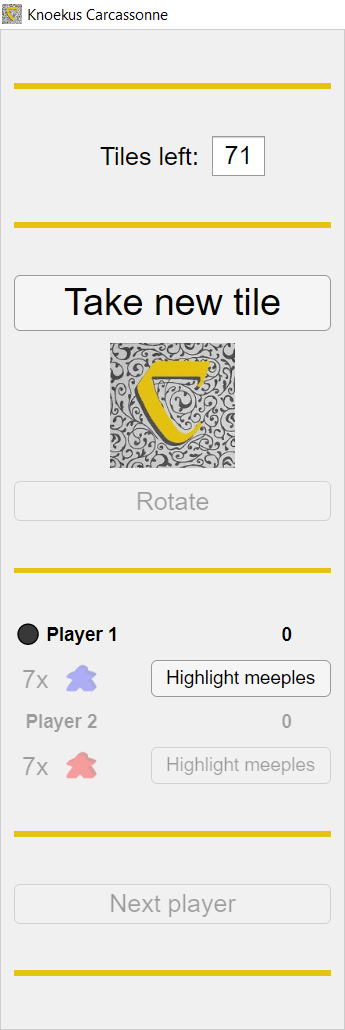 Knoekus Carcassonne
Tiles left: 71
Take new tile
Rotate
Player 1 0
7x Highlight meeples
Player 2 0
7x Highlight meeples
Next player